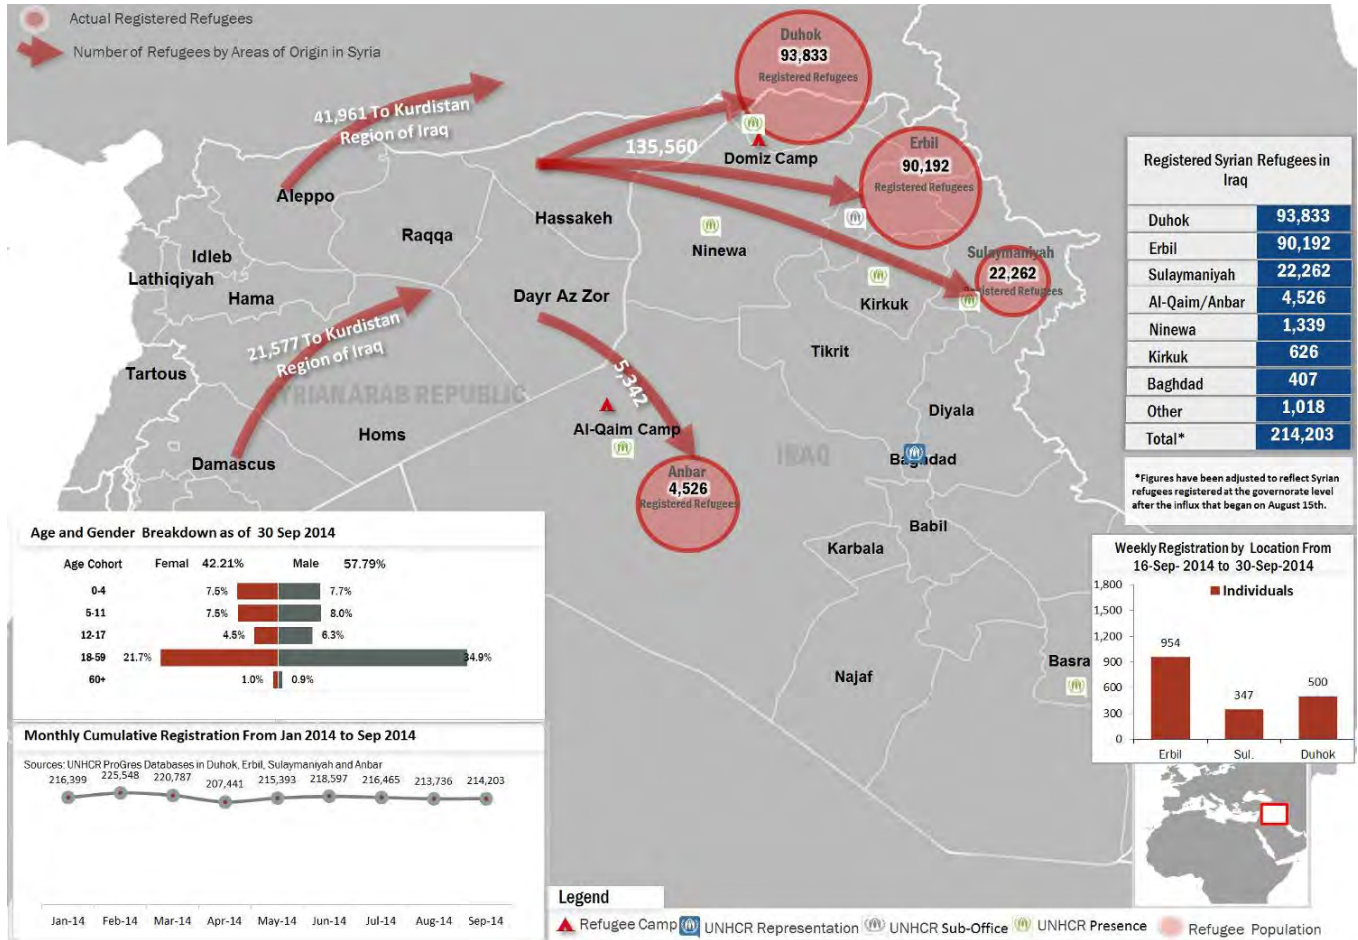 Actual Registered Refugees
Number of Refugees by Areas of Origin in Syria
41,961 To Kurdistan
Region of Iraq
Aleppo
Idleb
Lathiqiyah
Hama
Raqqa
Hassakeh
Dayr Az Zor
21,577 To Kurdistan
Region of Iraq
Tartous
SYRIAN ARAB REPUBLIC
Homs
Damascus
135,560
Duhok
93,833
Registered Refugees
Domiz Camp
Erbil
90,192
Registered Refugees
Ninewa
Sulaymaniyah
22,262
Registered Refugees
Kirkuk
Tikrit
5,342
Al-Qaim Camp
Anbar
4,526
Registered Refugees
Diyala
IRAQ
Baghdad
Babil
Karbala
Najaf
Basra
Registered Syrian Refugees in
Iraq
Duhok 93,833
Erbil 90,192
Sulaymaniyah 22,262
Al-Qaim/Anbar 4,526
Ninewa 1,339
Kirkuk 626
Baghdad 407
Other 1,018
Total* 214,203
*Figures have been adjusted to reflect Syrian
refugees registered at the governorate level
after the influx that began on August 15th.
Age and Gender Breakdown as of 30 Sep 2014
Age Cohort Femal 42.21% Male 57.79%
0-4 7.5% 7.7%
5-11 7.5% 8.0%
12-17 4.5% 6.3%
18-59 21.7% 34.9%
60+ 1.0% 0.9%
Monthly Cumulative Registration From Jan 2014 to Sep 2014
Sources: UNHCR ProGres Databases in Duhok, Erbil, Sulaymaniyah and Anbar
216,399 225,548 220,787 207,441 215,393 218,597 216,465 213,736 214,203
Jan-14 Feb-14 Mar-14 Apr-14 May-14 Jun-14 Jul-14 Aug-14 Sep-14
Weekly Registration by Location From
16-Sep- 2014 to 30-Sep-2014
Individuals
1,800
1,500
1,200
900
600
300
0
954
347
500
Erbil Sul. Duhok
Legend
Refugee Camp UNHCR Representation UNHCR Sub-Office UNHCR Presence Refugee Population